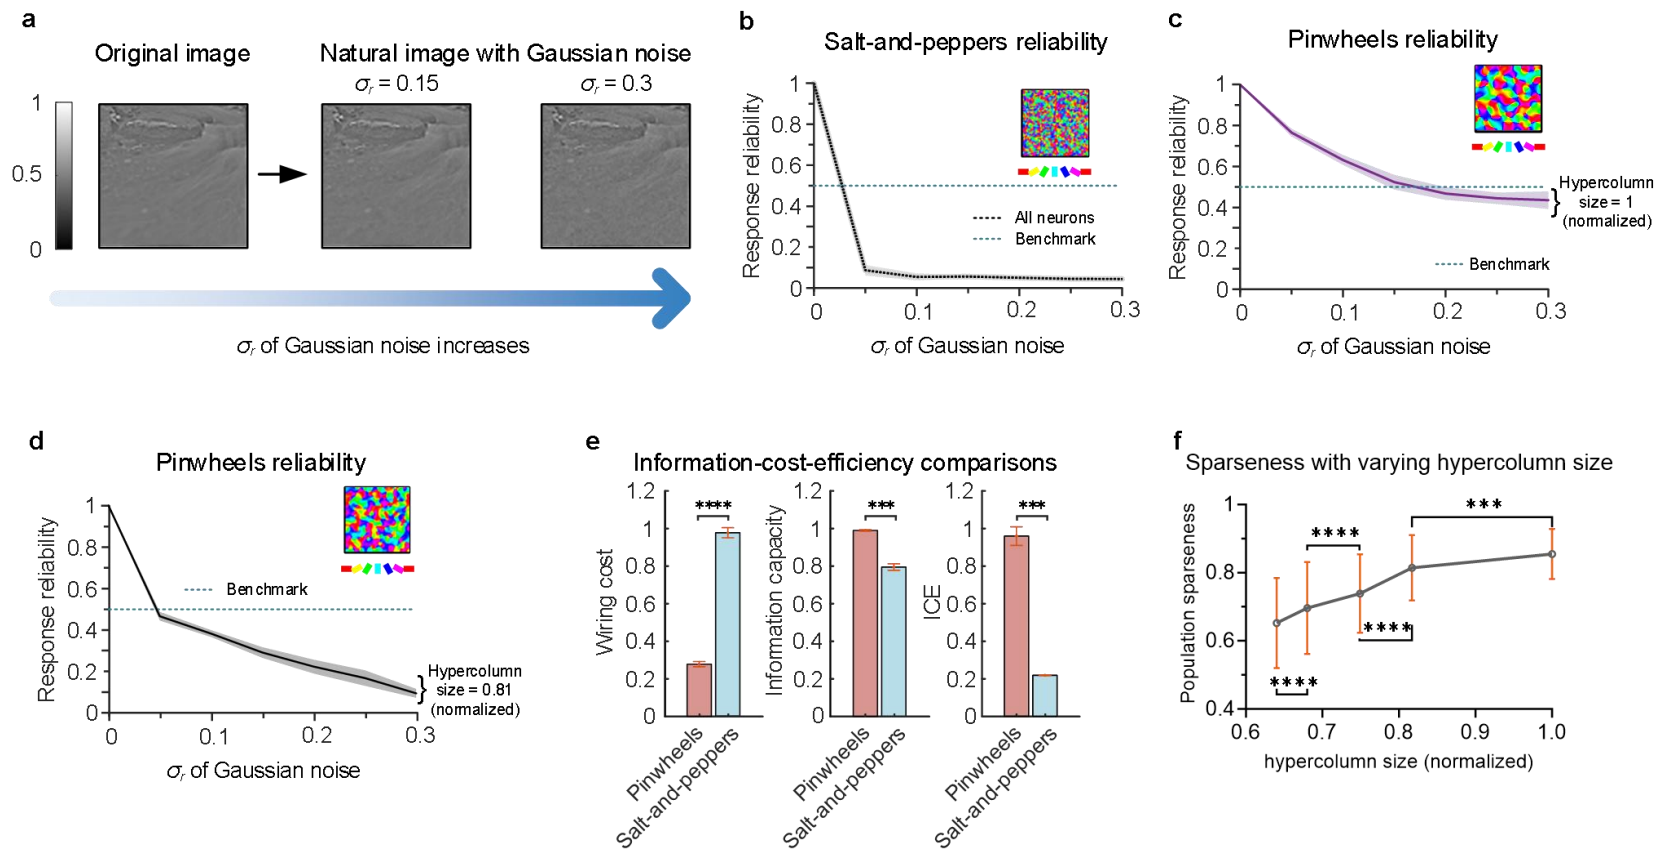 a
Original image
Natural image with Gaussian noise
σr = 0.15
σr = 0.3
1
0.5
0
σr of Gaussian noise increases
b
Salt-and-peppers reliability
Response reliability
1
0.8
0.6
0.4
0.2
0
All neurons
Benchmark
0
0.1
0.2
0.3
σr of Gaussian noise
c
Pinwheels reliability
Response reliability
1
0.8
0.6
0.4
0.2
0
Hypercolumn
size = 1
(normalized)
Benchmark
0
0.1
0.2
0.3
σr of Gaussian noise
d
Pinwheels reliability
Response reliability
1
0.8
0.6
0.4
0.2
0
Benchmark
Hypercolumn
size = 0.81
(normalized)
0
0.1
0.2
0.3
σr of Gaussian noise
e
Information-cost-efficiency comparisons
Wiring cost
1.2
1
0.8
0.6
0.4
0.2
0
****
Pinwheels
Salt-and-peppers
Information capacity
1.2
1
0.8
0.6
0.4
0.2
0
***
Pinwheels
Salt-and-peppers
ICE
1.2
1
0.8
0.6
0.4
0.2
0
***
Pinwheels
Salt-and-peppers
f
Sparseness with varying hypercolumn size
Population sparseness
1
0.8
0.6
0.4
****
****
****
***
0.6
0.7
0.8
0.9
1.0
hypercolumn size (normalized)